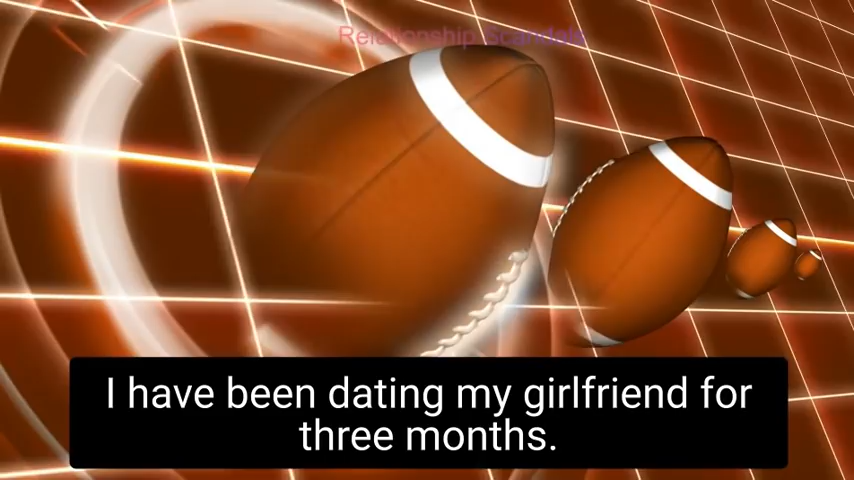 Relationship Scandals
I have been dating my girlfriend for
three months.